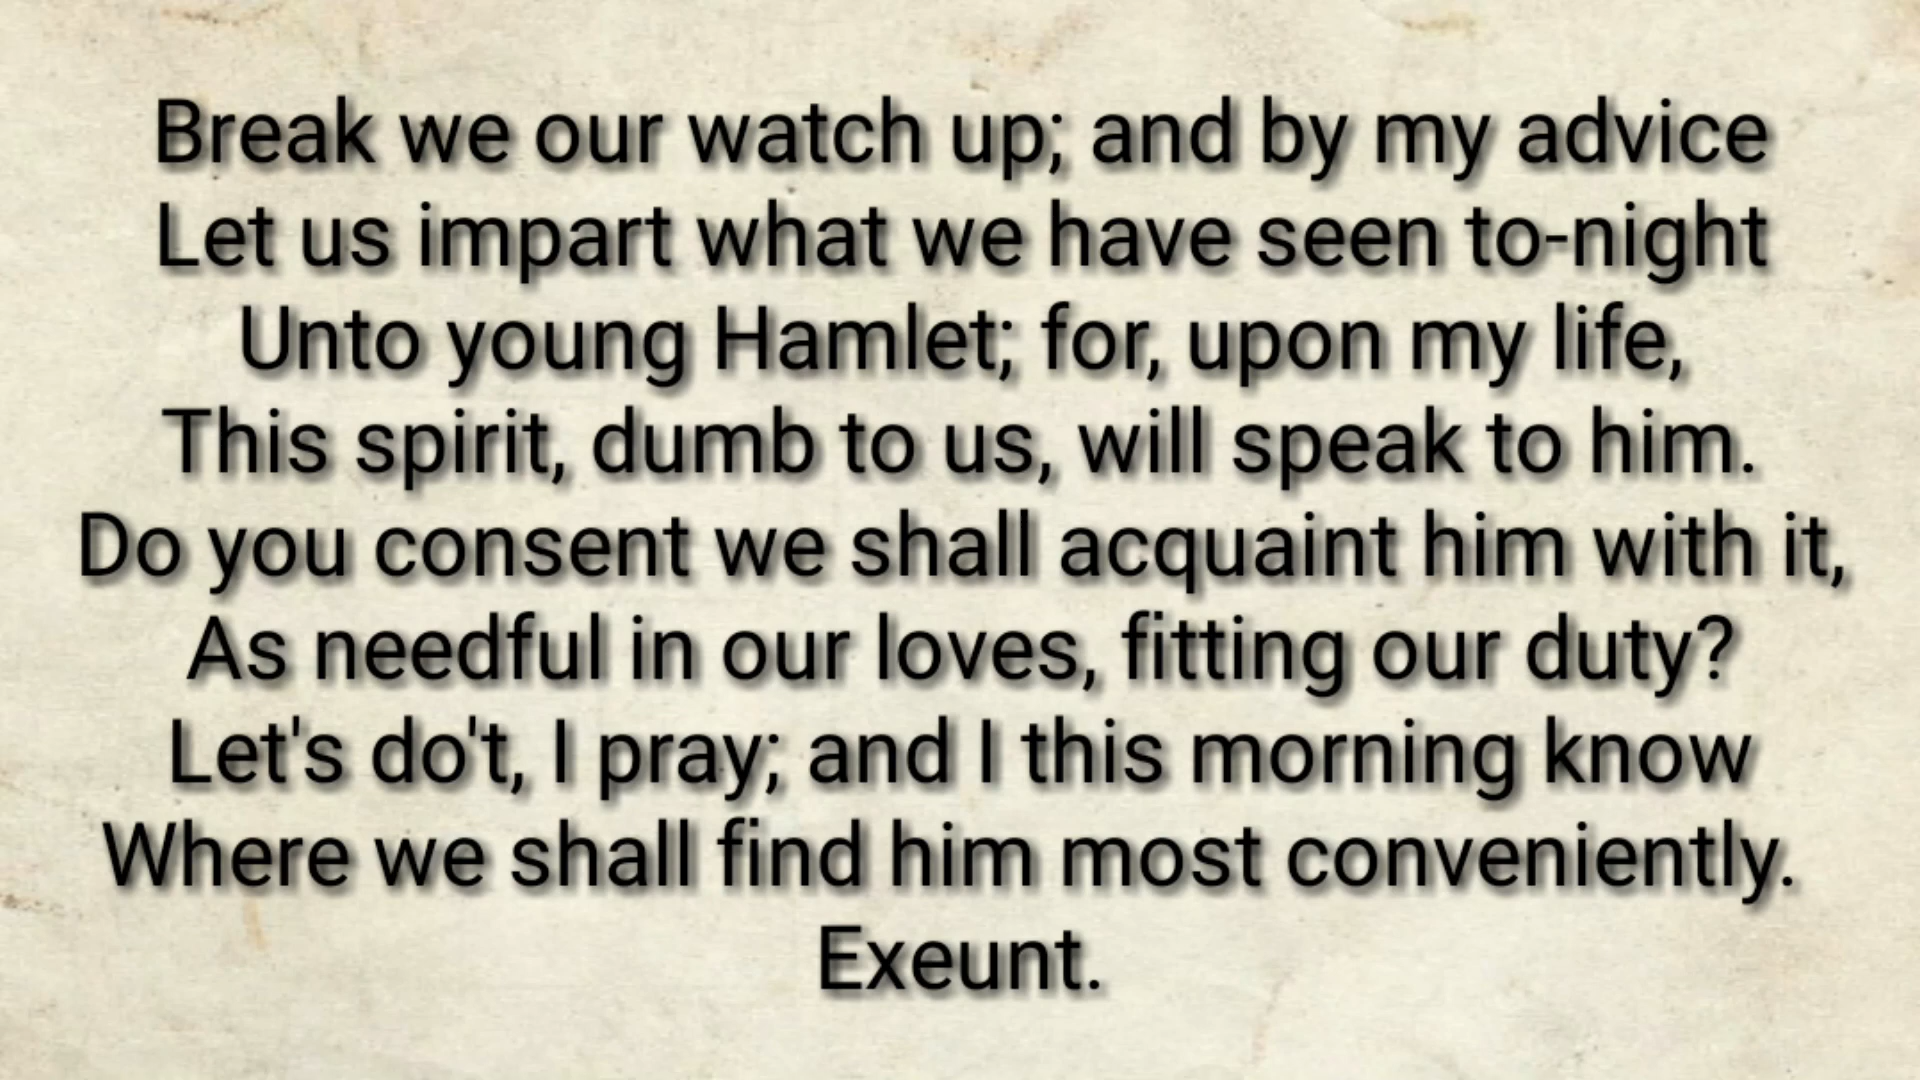 Break we our watch up; and by my advice
Let us impart what we have seen to-night
Unto young Hamlet; for, upon my life,
This spirit, dumb to us, will speak to him.
Do you consent we shall acquaint him with it,
As needful in our loves, fitting our duty?
Let's do't, I pray; and I this morning know
Where we shall find him most conveniently.
Exeunt.